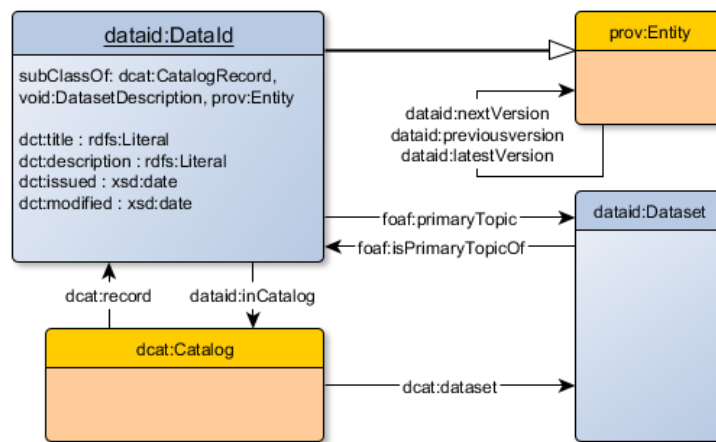 dataid:DataId
subClassOf: dcat:CatalogRecord,
void:DatasetDescription, prov:Entity
dct:title : rdfs:Literal
dct:description : rdfs:Literal
dct:issued : xsd:date
dct:modified : xsd:date
prov:Entity
dataid:nextVersion
dataid:previousversion
dataid:latestVersion
foaf:primaryTopic
foaf:isPrimaryTopicOf
dataid:Dataset
dcat:record
dataid:inCatalog
dcat:Catalog
dcat:dataset